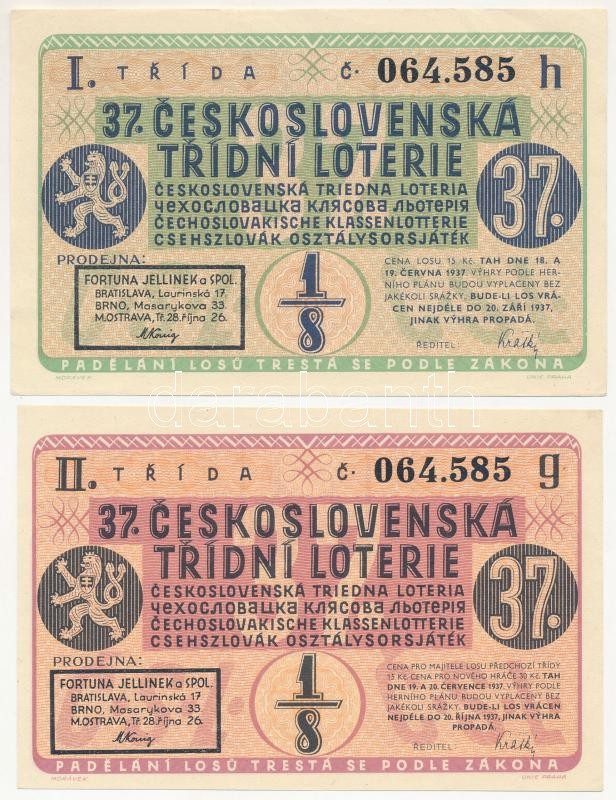 I. TŘÍDA Č. 064.585 h
37. ČESKOSLOVENSKÁ
TŘÍDNÍ LOTERIE
ČESKOSLOVENSKÁ TRIEDNA LOTERIA
ЧЕХОСЛОВАЦКА КЛЯСОВА ЛЬОТЕРІЯ
ČECHOSLOVAKISCHE KLASSENLOTTERIE
CSEHSZLOVÁK OSZTÁLYSORSJÁTÉK
37.
PRODEJNA:
FORTUNA JELLINEK a SPOL.
BRATISLAVA, Laurinská 17.
BRNO, Masarykova 33.
M.OSTRAVA, Tř. 28. října 26.
MKonig
1/8
CENA LOSU 15 Kč. TAH DNE 18. A
19. ČERVNA 1937. VÝHRY PODLE HER-
NÍHO PLÁNU BUDOU VYPLACENY BEZ
JAKÉKOLI SRÁŽKY. BUDE-LI LOS VRÁ-
CEN NEJDÉLE DO 20. ZÁŘÍ 1937,
JINAK VÝHRA PROPADÁ.
ŘEDITEL:
PADĚLÁNÍ LOSŮ TRESTÁ SE PODLE ZÁKONA
MORÁVEK UNIE PRAHA
darabanth
II. TŘÍDA Č. 064.585 g
37. ČESKOSLOVENSKÁ
TŘÍDNÍ LOTERIE
ČESKOSLOVENSKÁ TRIEDNA LOTERIA
ЧЕХОСЛОВАЦКА КЛЯСОВА ЛЬОТЕРІЯ
ČECHOSLOVAKISCHE KLASSENLOTTERIE
CSEHSZLOVÁK OSZTÁLYSORSJÁTÉK
37.
PRODEJNA:
FORTUNA JELLINEK a SPOL.
BRATISLAVA, Laurinská 17
BRNO, Masarykova 33.
M.OSTRAVA, Tř. 28. října 26.
MKonig
1/8
CENA PRO MAJITELE LOSU PŘEDCHOZÍ TŘÍDY
15 Kč. CENA PRO NOVÉHO HRÁČE 30 Kč. TAH
DNE 19. A 20. ČERVENCE 1937. VÝHRY PODLE
HERNÍHO PLÁNU BUDOU VYPLACENY BEZ
JAKÉKOLI SRÁŽKY. BUDE-LI LOS VRÁCEN
NEJDÉLE DO 20. ŘÍJNA 1937, JINAK VÝHRA
PROPADÁ.
ŘEDITEL:
PADĚLÁNÍ LOSŮ TRESTÁ SE PODLE ZÁKONA
MORÁVEK UNIE PRAHA